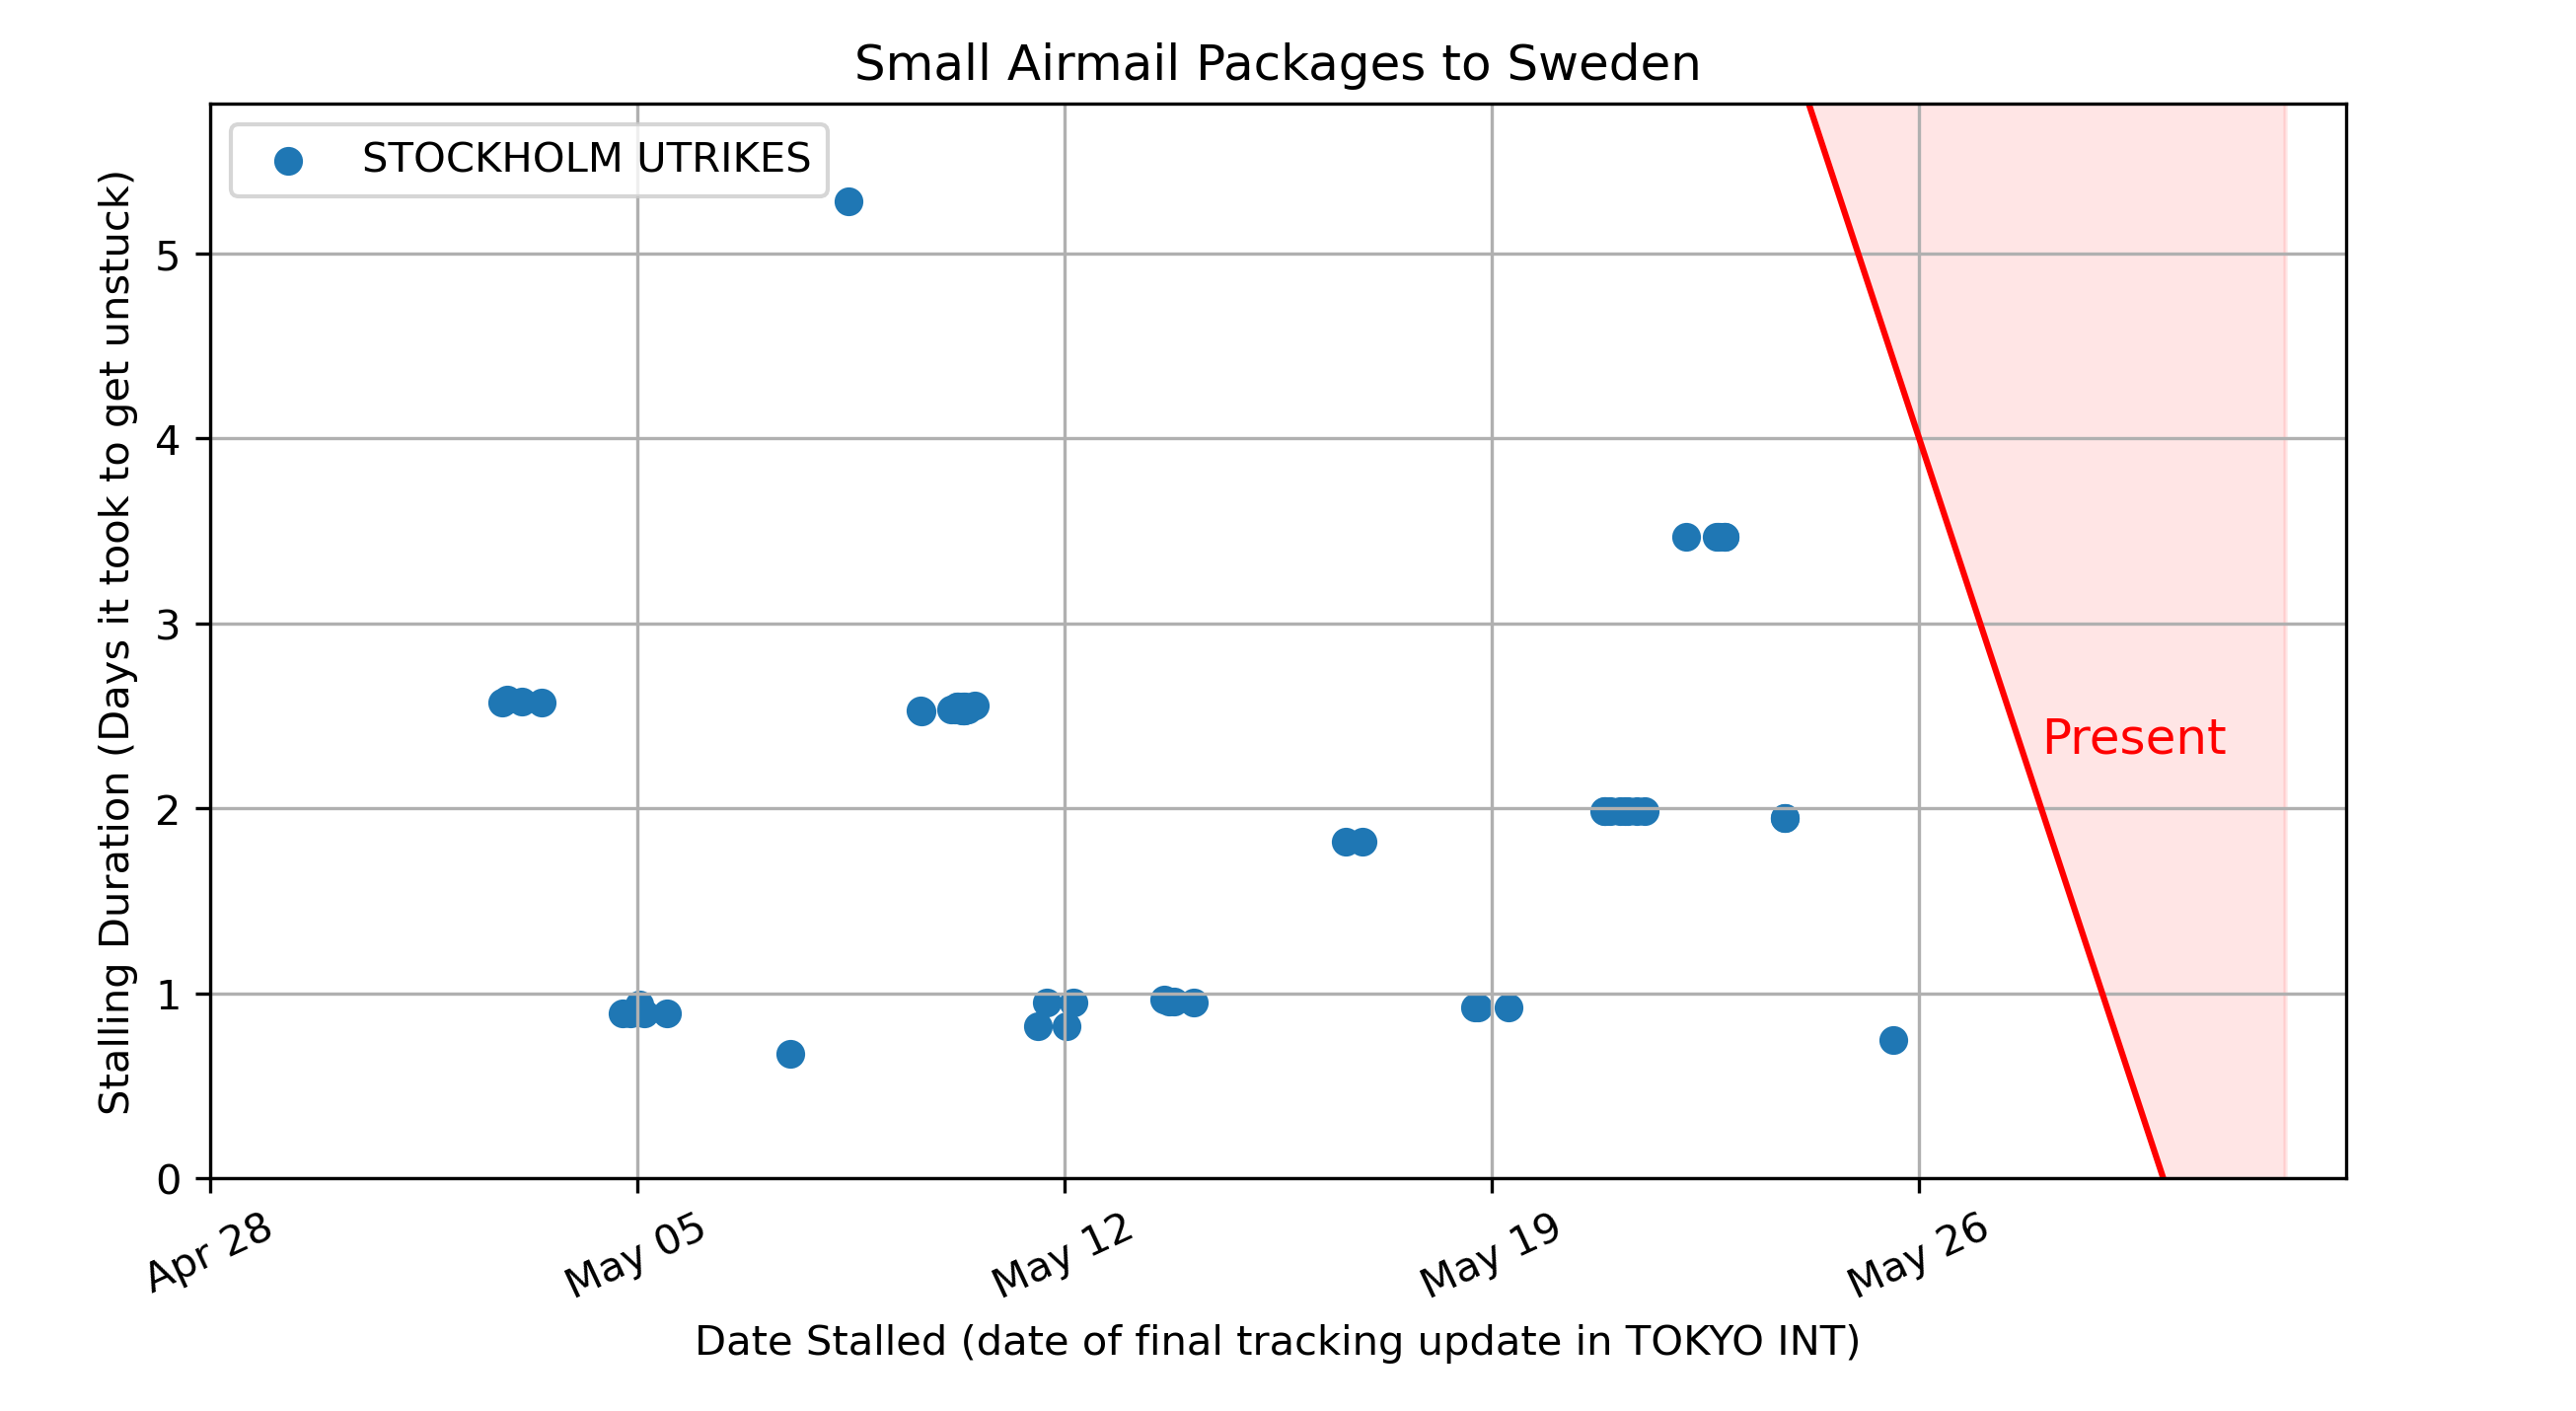 Small Airmail Packages to Sweden
STOCKHOLM UTRIKES
Stalling Duration (Days it took to get unstuck)
5
4
3
2
1
0
Present
Apr 28
May 05
May 12
May 19
May 26
Date Stalled (date of final tracking update in TOKYO INT)